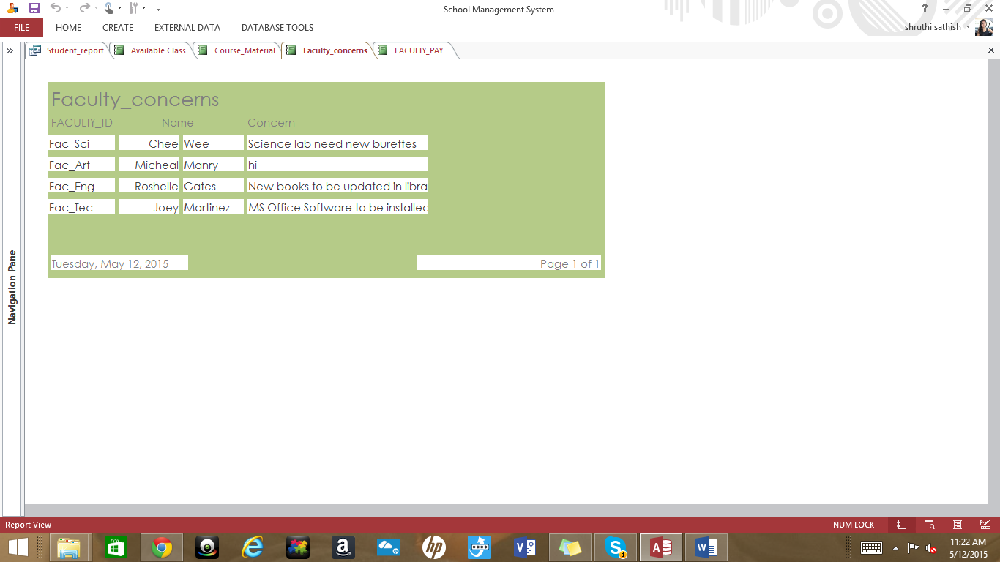 School Management System
?
FILE HOME CREATE EXTERNAL DATA DATABASE TOOLS
shruthi sathish
Student_report Available Class Course_Material Faculty_concerns FACULTY_PAY
Navigation Pane
Faculty_concerns
FACULTY_ID Name Concern
Fac_Sci Chee Wee Science lab need new burettes
Fac_Art Micheal Manry hi
Fac_Eng Roshelle Gates New books to be updated in libra
Fac_Tec Joey Martinez MS Office Software to be installed
Tuesday, May 12, 2015 Page 1 of 1
Report View NUM LOCK
11:22 AM
5/12/2015